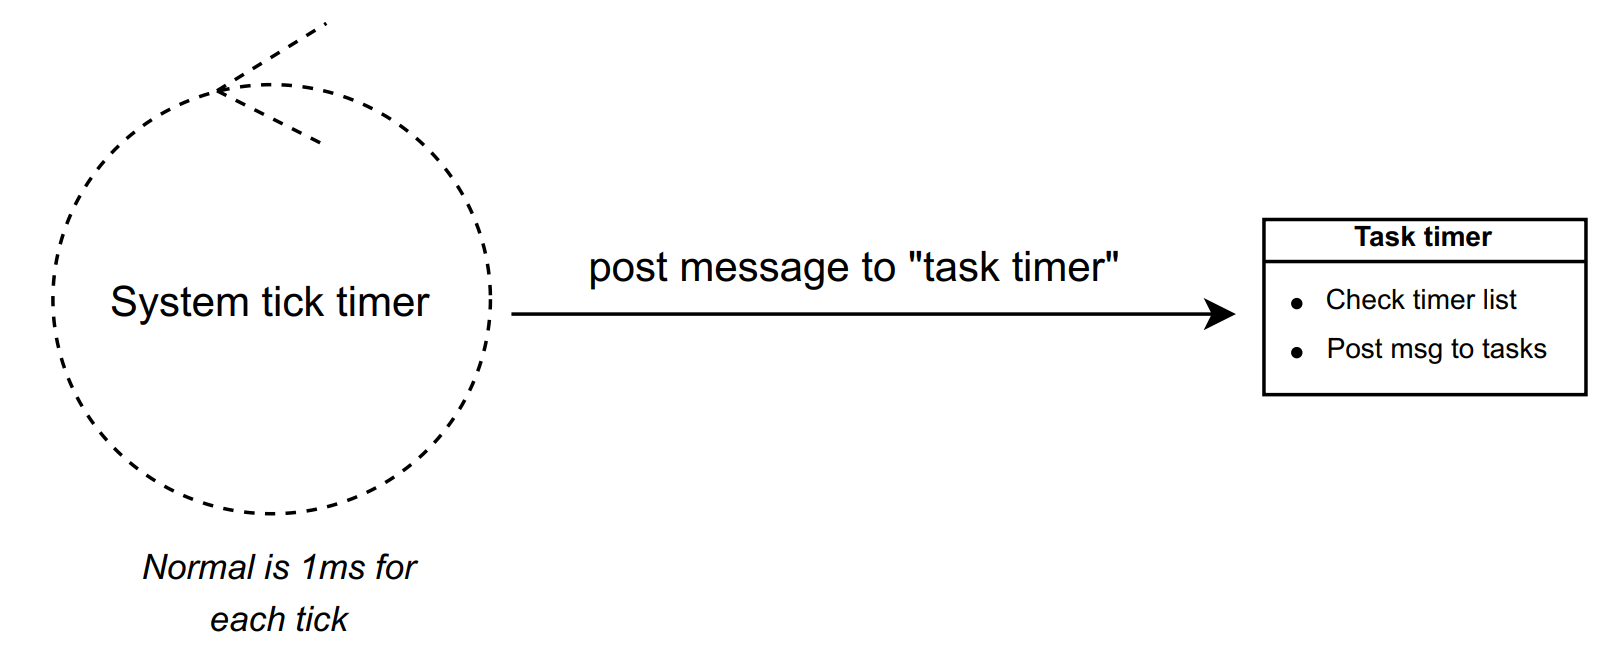 System tick timer
Normal is 1ms for
each tick
post message to "task timer"
Task timer
Check timer list
Post msg to tasks